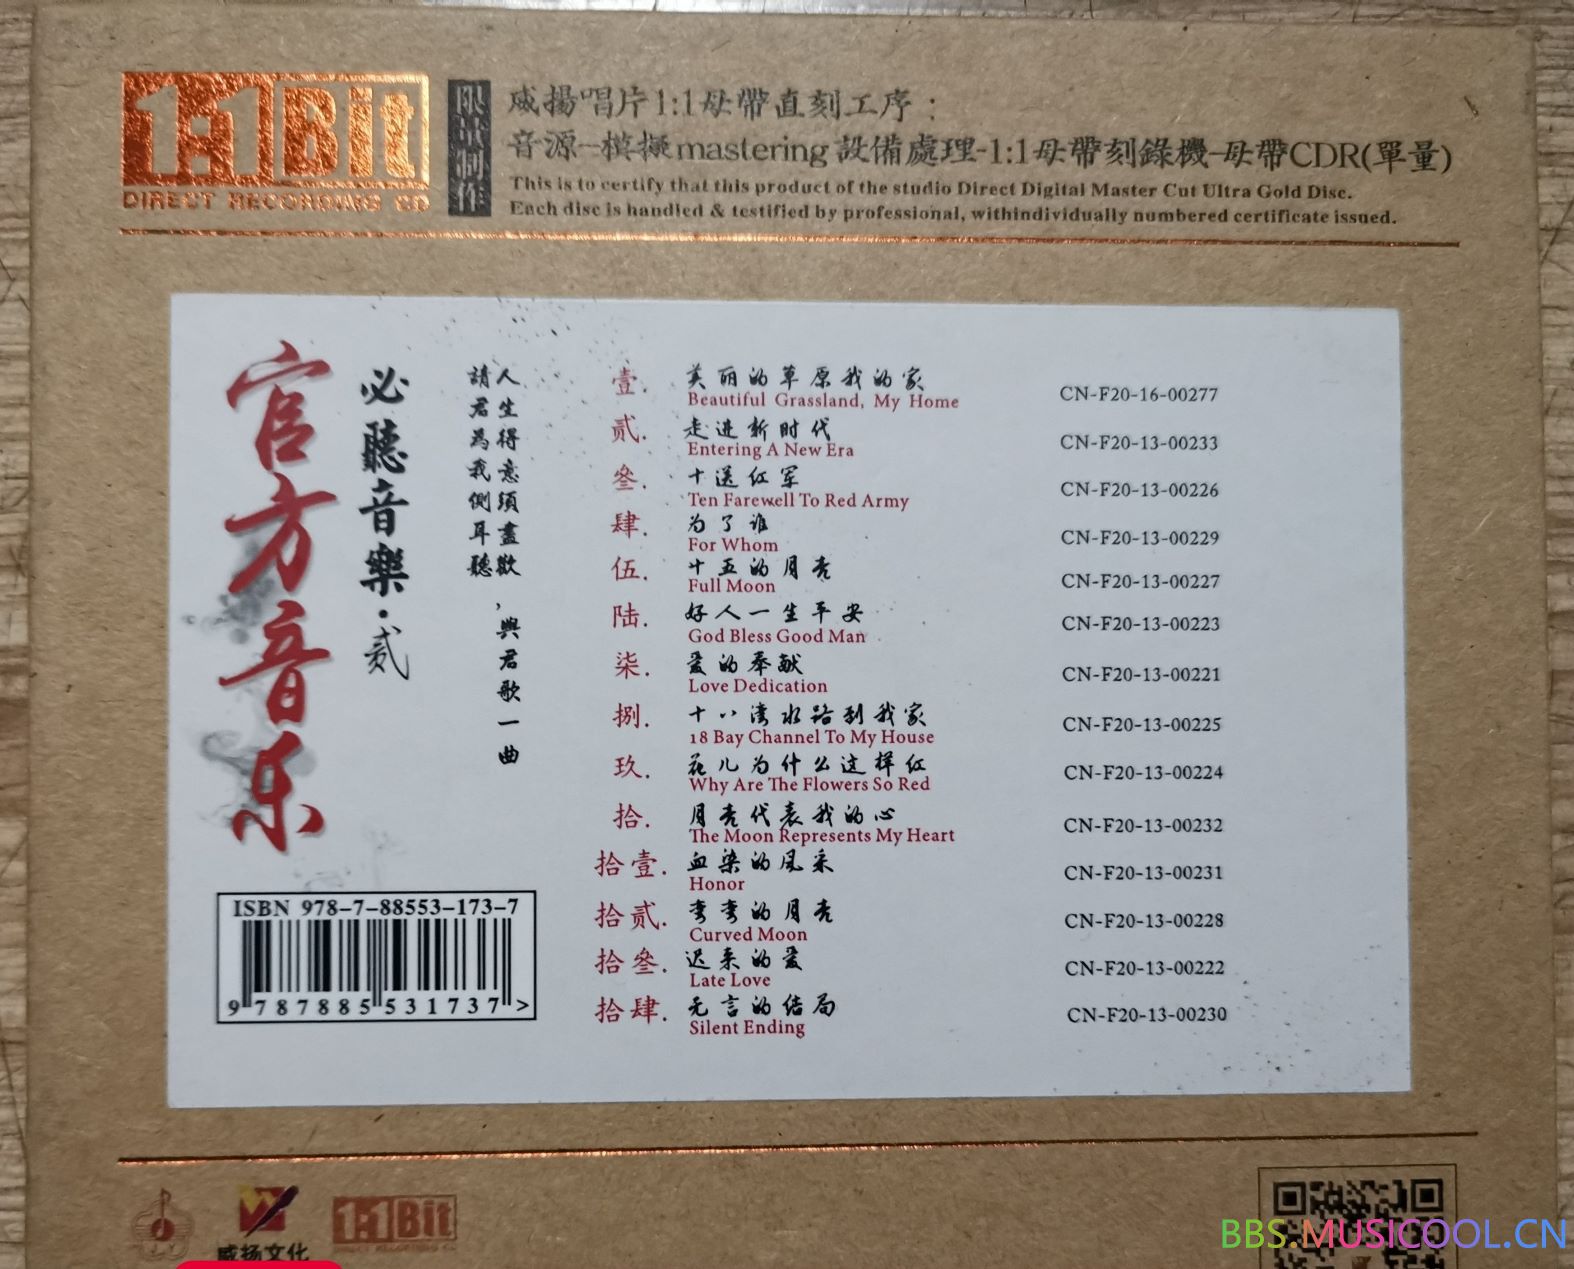 1:1Bit
DIRECT RECORDING CD
限量制作
威揚唱片1:1母帶直刻工序：
音源--模擬mastering設備處理-1:1母帶刻錄機-母帶CDR(單量)
This is to certify that this product of the studio Direct Digital Master Cut Ultra Gold Disc.
Each disc is handled & testified by professional, withindividually numbered certificate issued.
官方音乐
必聽音樂·贰
人生得意須盡歡，與君歌一曲
請君為我側耳聽
壹. 美丽的草原我的家 CN-F20-16-00277
Beautiful Grassland, My Home
贰. 走进新时代 CN-F20-13-00233
Entering A New Era
叁. 十送红军 CN-F20-13-00226
Ten Farewell To Red Army
肆. 为了谁 CN-F20-13-00229
For Whom
伍. 十五的月亮 CN-F20-13-00227
Full Moon
陆. 好人一生平安 CN-F20-13-00223
God Bless Good Man
柒. 爱的奉献 CN-F20-13-00221
Love Dedication
捌. 十八湾水路到我家 CN-F20-13-00225
18 Bay Channel To My House
玖. 花儿为什么这样红 CN-F20-13-00224
Why Are The Flowers So Red
拾. 月亮代表我的心 CN-F20-13-00232
The Moon Represents My Heart
拾壹. 血染的风采 CN-F20-13-00231
Honor
拾贰. 弯弯的月亮 CN-F20-13-00228
Curved Moon
拾叁. 迟来的爱 CN-F20-13-00222
Late Love
拾肆. 无言的结局 CN-F20-13-00230
Silent Ending
ISBN 978-7-88553-173-7
9 787885 531737 >
威扬文化
1:1Bit
DIRECT RECORDING CD
BBS.MUSICOOL.CN